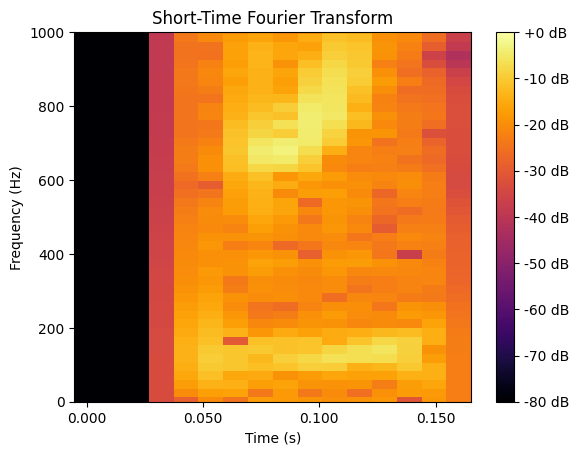 Short-Time Fourier Transform
1000
800
600
400
200
0
Frequency (Hz)
0.000
0.050
0.100
0.150
Time (s)
+0 dB
-10 dB
-20 dB
-30 dB
-40 dB
-50 dB
-60 dB
-70 dB
-80 dB